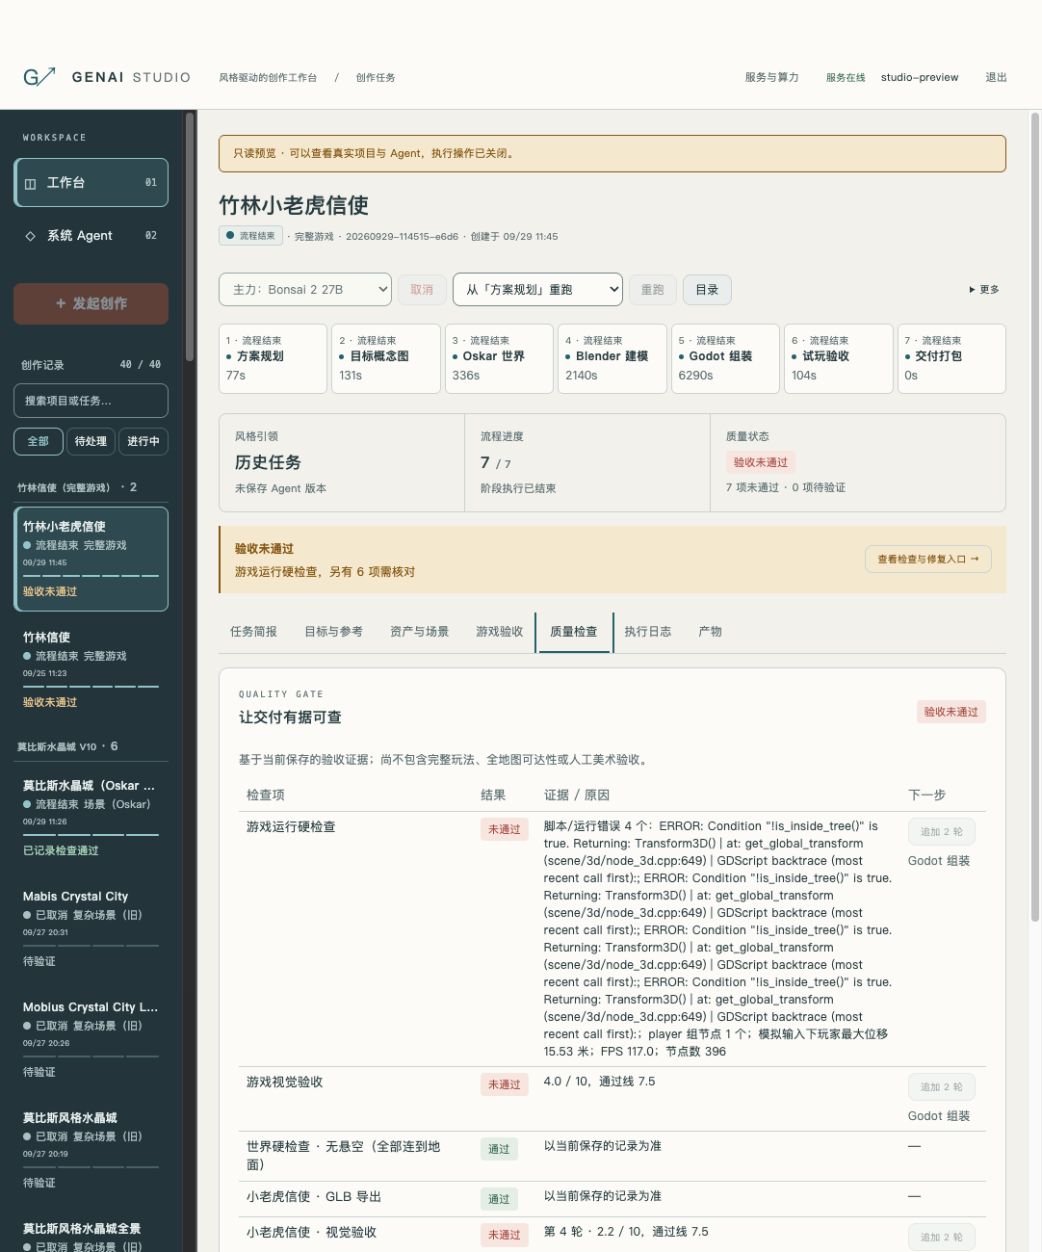 GENAI STUDIO
风格驱动的创作工作台 / 创作任务
服务与算力
服务在线
studio-preview
退出
WORKSPACE
工作台 01
系统 Agent 02
+ 发起创作
创作记录 40 / 40
搜索项目或任务...
全部 待处理 进行中
竹林信使（完整游戏） · 2
竹林小老虎信使
流程结束 完整游戏
09/29 11:45
验收未通过
竹林信使
流程结束 完整游戏
09/25 11:23
验收未通过
莫比斯水晶城 V10 · 6
莫比斯水晶城（Oskar ...
流程结束 场景（Oskar）
09/29 11:26
已记录检查通过
Mabis Crystal City
已取消 复杂场景（旧）
09/27 20:31
待验证
Mobius Crystal City L...
已取消 复杂场景（旧）
09/27 20:26
待验证
莫比斯风格水晶城
已取消 复杂场景（旧）
09/27 20:19
待验证
莫比斯风格水晶城全景
已取消 复杂场景（旧）
只读预览 · 可以查看真实项目与 Agent，执行操作已关闭。
竹林小老虎信使
流程结束 · 完整游戏 · 20260929-114515-e6d6 · 创建于 09/29 11:45
主力：Bonsai 2 27B
取消
从「方案规划」重跑
重跑
目录
▶ 更多
1 · 流程结束
方案规划
77s
2 · 流程结束
目标概念图
131s
3 · 流程结束
Oskar 世界
336s
4 · 流程结束
Blender 建模
2140s
5 · 流程结束
Godot 组装
6290s
6 · 流程结束
试玩验收
104s
7 · 流程结束
交付打包
0s
风格引领
历史任务
未保存 Agent 版本
流程进度
7 / 7
阶段执行已结束
质量状态
验收未通过
7 项未通过 · 0 项待验证
验收未通过
游戏运行硬检查，另有 6 项需核对
查看检查与修复入口 →
任务简报 目标与参考 资产与场景 游戏验收 质量检查 执行日志 产物
QUALITY GATE
让交付有据可查
验收未通过
基于当前保存的验收证据；尚不包含完整玩法、全地图可达性或人工美术验收。
检查项 结果 证据 / 原因 下一步
游戏运行硬检查
未通过
脚本/运行错误 4 个：ERROR: Condition "!is_inside_tree()" is
true. Returning: Transform3D() | at: get_global_transform
(scene/3d/node_3d.cpp:649) | GDScript backtrace (most
recent call first):; ERROR: Condition "!is_inside_tree()" is true.
Returning: Transform3D() | at: get_global_transform
(scene/3d/node_3d.cpp:649) | GDScript backtrace (most
recent call first):; ERROR: Condition "!is_inside_tree()" is true.
Returning: Transform3D() | at: get_global_transform
(scene/3d/node_3d.cpp:649) | GDScript backtrace (most
recent call first):; ERROR: Condition "!is_inside_tree()" is true.
Returning: Transform3D() | at: get_global_transform
(scene/3d/node_3d.cpp:649) | GDScript backtrace (most
recent call first):;；player 组节点 1 个；模拟输入下玩家最大位移
15.53 米；FPS 117.0；节点数 396
追加 2 轮
Godot 组装
游戏视觉验收
未通过
4.0 / 10，通过线 7.5
追加 2 轮
Godot 组装
世界硬检查 · 无悬空（全部连到地
面）
通过
以当前保存的记录为准
—
小老虎信使 · GLB 导出
通过
以当前保存的记录为准
—
小老虎信使 · 视觉验收
未通过
第 4 轮 · 2.2 / 10，通过线 7.5
追加 2 轮